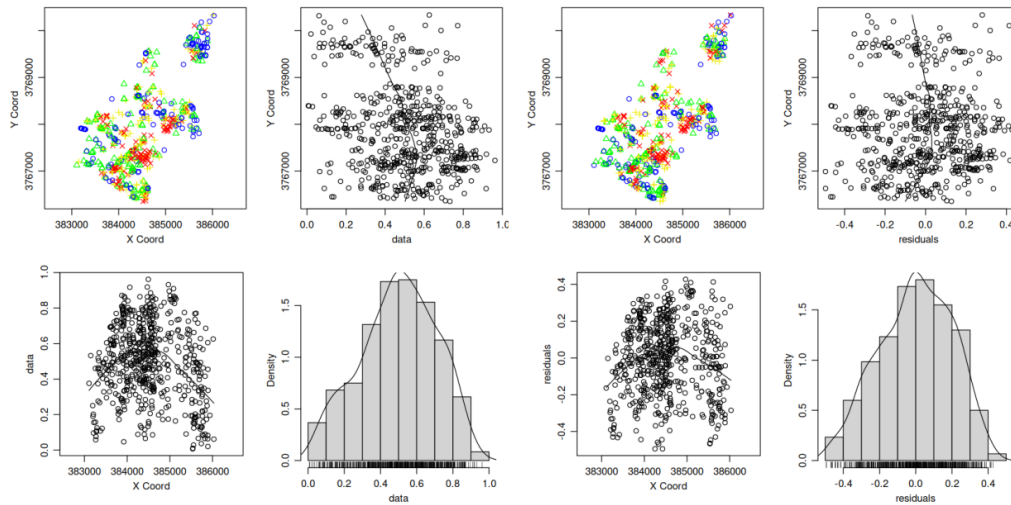 Y Coord
3767000 3769000
383000 384000 385000 386000
X Coord
Y Coord
3767000 3769000
0.0 0.2 0.4 0.6 0.8 1.0
data
Y Coord
3767000 3769000
383000 384000 385000 386000
X Coord
Y Coord
3767000 3769000
-0.4 -0.2 0.0 0.2 0.4
residuals
data
0.0 0.2 0.4 0.6 0.8 1.0
383000 384000 385000 386000
X Coord
Density
0.0 0.5 1.0 1.5
0.0 0.2 0.4 0.6 0.8 1.0
data
residuals
-0.4 -0.2 0.0 0.2 0.4
383000 384000 385000 386000
X Coord
Density
0.0 0.5 1.0 1.5
-0.4 -0.2 0.0 0.2 0.4
residuals